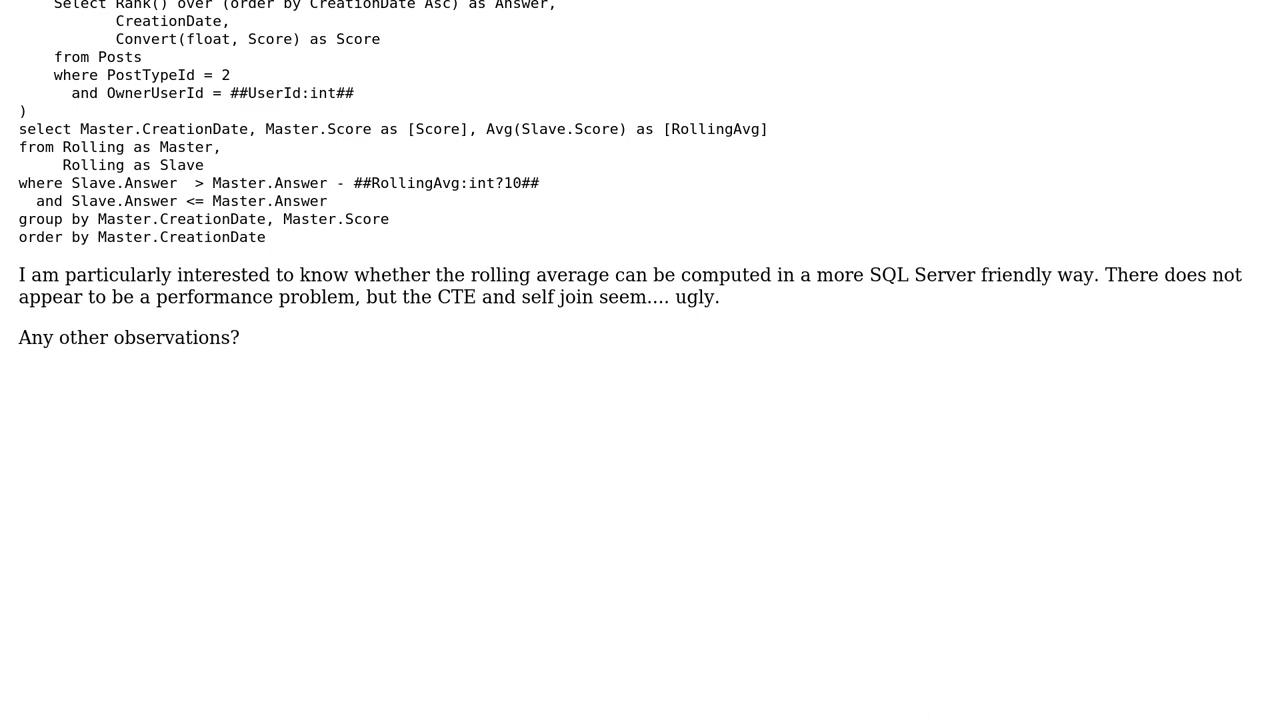 Select Rank() over (order by CreationDate Asc) as Answer,
CreationDate,
Convert(float, Score) as Score
from Posts
where PostTypeId = 2
and OwnerUserId = ##UserId:int##
)
select Master.CreationDate, Master.Score as [Score], Avg(Slave.Score) as [RollingAvg]
from Rolling as Master,
Rolling as Slave
where Slave.Answer  > Master.Answer - ##RollingAvg:int?10##
and Slave.Answer <= Master.Answer
group by Master.CreationDate, Master.Score
order by Master.CreationDate
I am particularly interested to know whether the rolling average can be computed in a more SQL Server friendly way. There does not
appear to be a performance problem, but the CTE and self join seem.... ugly.
Any other observations?